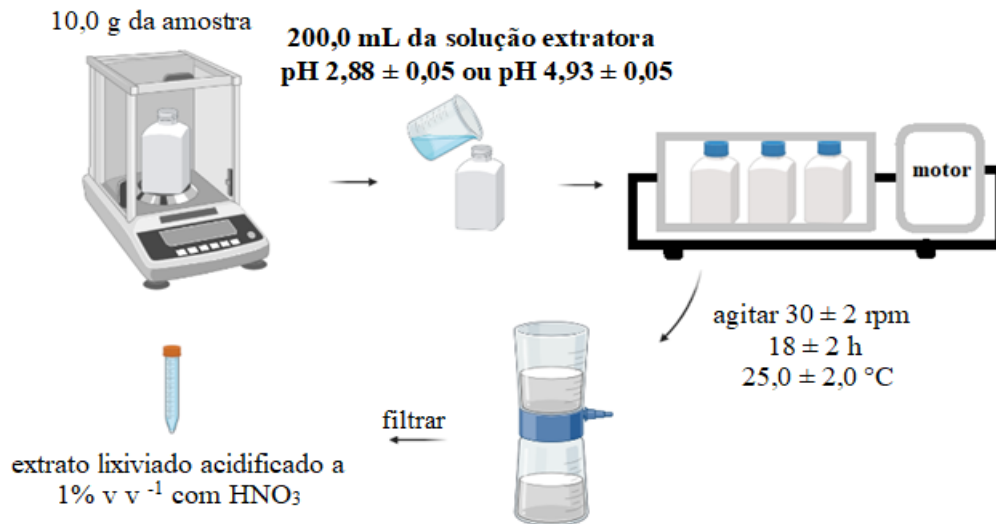 10,0 g da amostra
200,0 mL da solução extratora
pH 2,88 ± 0,05 ou pH 4,93 ± 0,05
motor
agitar 30 ± 2 rpm
18 ± 2 h
25,0 ± 2,0 °C
filtrar
extrato lixiviado acidificado a
1% v v ⁻¹ com HNO₃